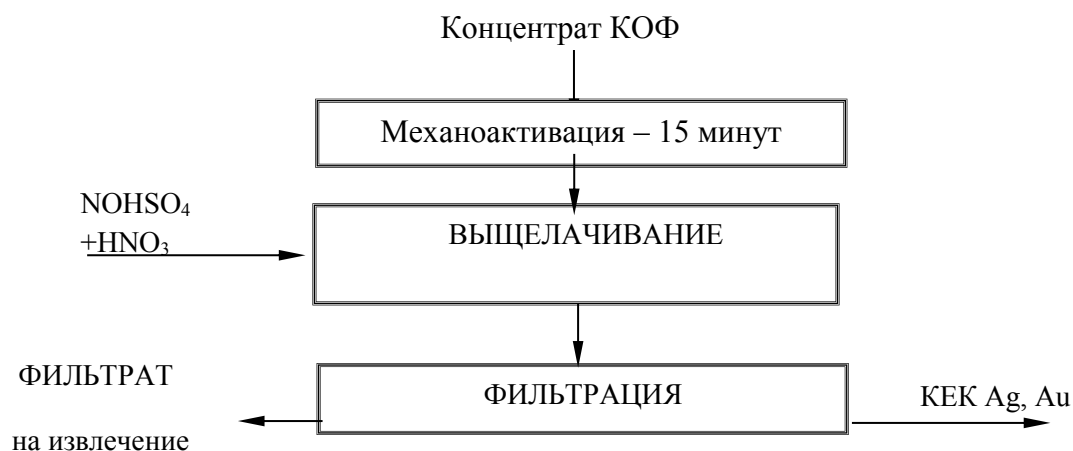 Концентрат КОФ
Механоактивация – 15 минут
NOHSO₄
+HNO₃
ВЫЩЕЛАЧИВАНИЕ
ФИЛЬТРАТ
на извлечение
ФИЛЬТРАЦИЯ
КЕК Ag, Au